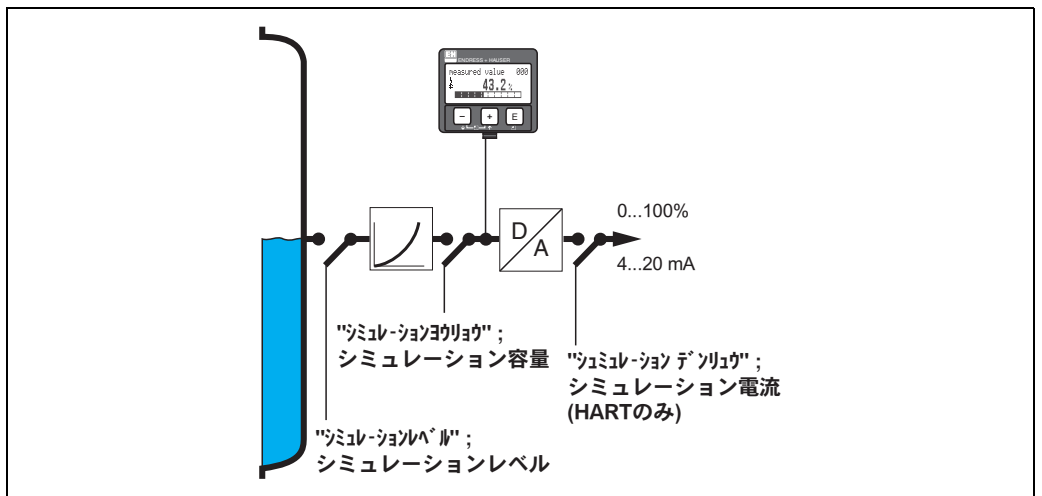 EH
ENDRESS + HAUSER
measured value 000
43.2%
- + E
0...100%
D/A
4...20 mA
"ｼﾐｭﾚ-ｼｮﾝﾖｳﾘｮｳ" ;
シミュレーション容量
"ｼｭﾐｭﾚ-ｼｮﾝ ﾃﾞﾝﾘｭｳ" ;
シミュレーション電流
(HARTのみ)
"ｼﾐｭﾚ-ｼｮﾝﾚﾍﾞﾙ" ;
シミュレーションレベル